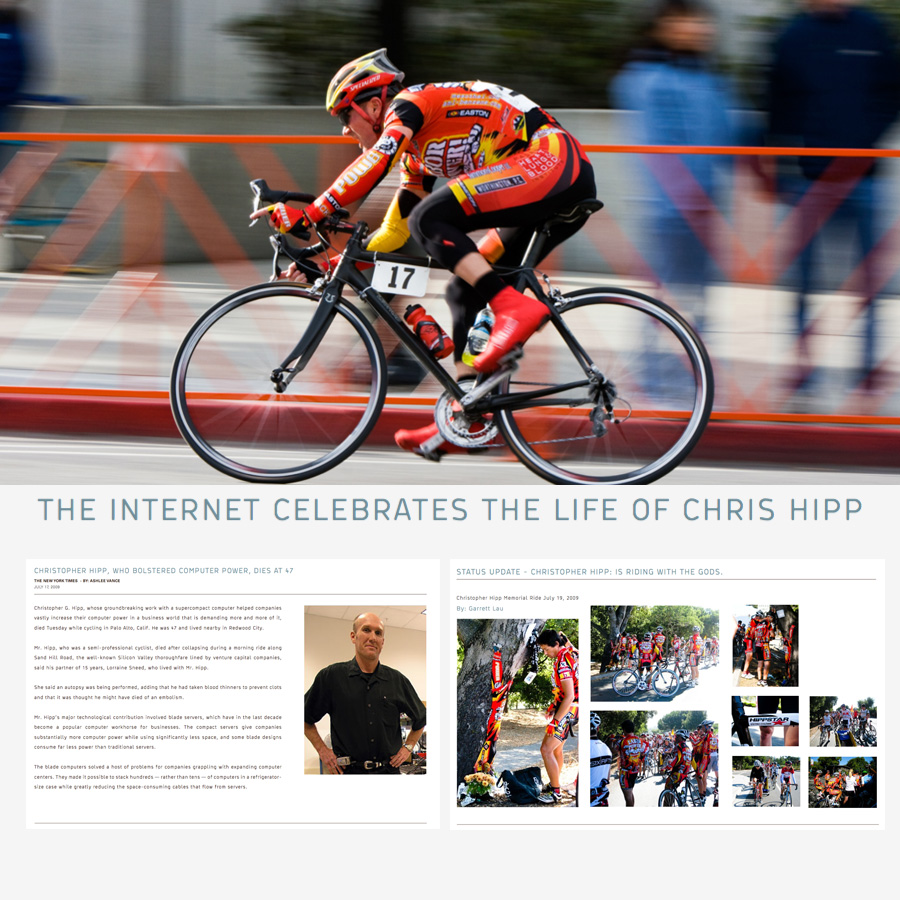 SPECIALIZED
EASTON
POWO
HEART
LUNG
BLOOD
WORTHINGTON, PZ.
17
THE INTERNET CELEBRATES THE LIFE OF CHRIS HIPP
CHRISTOPHER HIPP, WHO BOLSTERED COMPUTER POWER, DIES AT 47
THE NEW YORK TIMES - BY: ASHLEE VANCE
JULY 17, 2009
Christopher G. Hipp, whose groundbreaking work with a supercompact computer helped companies
vastly increase their computer power in a business world that is demanding more and more of it,
died Tuesday while cycling in Palo Alto, Calif. He was 47 and lived nearby in Redwood City.
Mr. Hipp, who was a semi-professional cyclist, died after collapsing during a morning ride along
Sand Hill Road, the well-known Silicon Valley thoroughfare lined by venture capital companies,
said his partner of 15 years, Lorraine Sneed, who lived with Mr. Hipp.
She said an autopsy was being performed, adding that he had taken blood thinners to prevent clots
and that it was thought he might have died of an embolism.
Mr. Hipp's major technological contribution involved blade servers, which have in the last decade
become a popular computer workhorse for businesses. The compact servers give companies
substantially more computer power while using significantly less space, and some blade designs
consume far less power than traditional servers.
The blade computers solved a host of problems for companies grappling with expanding computer
centers. They made it possible to stack hundreds — rather than tens — of computers in a refrigerator-
size case while greatly reducing the space-consuming cables that flow from servers.
STATUS UPDATE - CHRISTOPHER HIPP: IS RIDING WITH THE GODS.
Christopher Hipp Memorial Ride July 19, 2009
By: Garrett Lau
HIPPSTAR